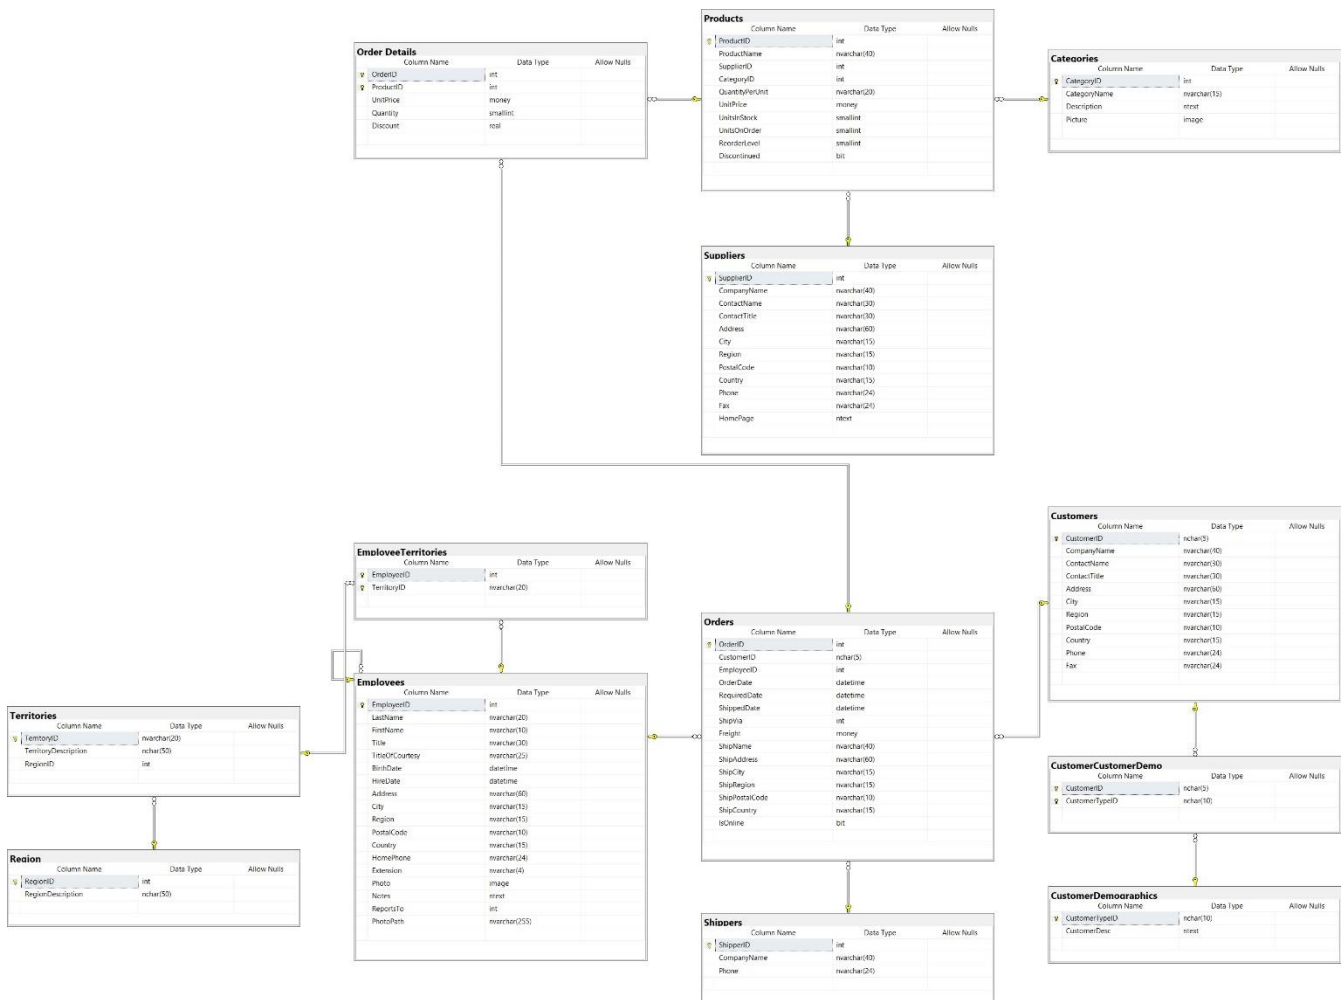 Products
Column Name Data Type Allow Nulls
ProductID int
ProductName nvarchar(40)
SupplierID int
CategoryID int
QuantityPerUnit nvarchar(20)
UnitPrice money
UnitsInStock smallint
UnitsOnOrder smallint
ReorderLevel smallint
Discontinued bit
Order Details
Column Name Data Type Allow Nulls
OrderID int
ProductID int
UnitPrice money
Quantity smallint
Discount real
Categories
Column Name Data Type Allow Nulls
CategoryID int
CategoryName nvarchar(15)
Description ntext
Picture image
Suppliers
Column Name Data Type Allow Nulls
SupplierID int
CompanyName nvarchar(40)
ContactName nvarchar(30)
ContactTitle nvarchar(30)
Address nvarchar(60)
City nvarchar(15)
Region nvarchar(15)
PostalCode nvarchar(10)
Country nvarchar(15)
Phone nvarchar(24)
Fax nvarchar(24)
HomePage ntext
Customers
Column Name Data Type Allow Nulls
CustomerID nchar(5)
CompanyName nvarchar(40)
ContactName nvarchar(30)
ContactTitle nvarchar(30)
Address nvarchar(60)
City nvarchar(15)
Region nvarchar(15)
PostalCode nvarchar(10)
Country nvarchar(15)
Phone nvarchar(24)
Fax nvarchar(24)
EmployeeTerritories
Column Name Data Type Allow Nulls
EmployeeID int
TerritoryID nvarchar(20)
Orders
Column Name Data Type Allow Nulls
OrderID int
CustomerID nchar(5)
EmployeeID int
OrderDate datetime
RequiredDate datetime
ShippedDate datetime
ShipVia int
Freight money
ShipName nvarchar(40)
ShipAddress nvarchar(60)
ShipCity nvarchar(15)
ShipRegion nvarchar(15)
ShipPostalCode nvarchar(10)
ShipCountry nvarchar(15)
IsOnline bit
Employees
Column Name Data Type Allow Nulls
EmployeeID int
LastName nvarchar(20)
FirstName nvarchar(10)
Title nvarchar(30)
TitleOfCourtesy nvarchar(25)
BirthDate datetime
HireDate datetime
Address nvarchar(60)
City nvarchar(15)
Region nvarchar(15)
PostalCode nvarchar(10)
Country nvarchar(15)
HomePhone nvarchar(24)
Extension nvarchar(4)
Photo image
Notes ntext
ReportsTo int
PhotoPath nvarchar(255)
Territories
Column Name Data Type Allow Nulls
TerritoryID nvarchar(20)
TerritoryDescription nchar(50)
RegionID int
CustomerCustomerDemo
Column Name Data Type Allow Nulls
CustomerID nchar(5)
CustomerTypeID nchar(10)
Region
Column Name Data Type Allow Nulls
RegionID int
RegionDescription nchar(50)
CustomerDemographics
Column Name Data Type Allow Nulls
CustomerTypeID nchar(10)
CustomerDesc ntext
Shippers
Column Name Data Type Allow Nulls
ShipperID int
CompanyName nvarchar(40)
Phone nvarchar(24)